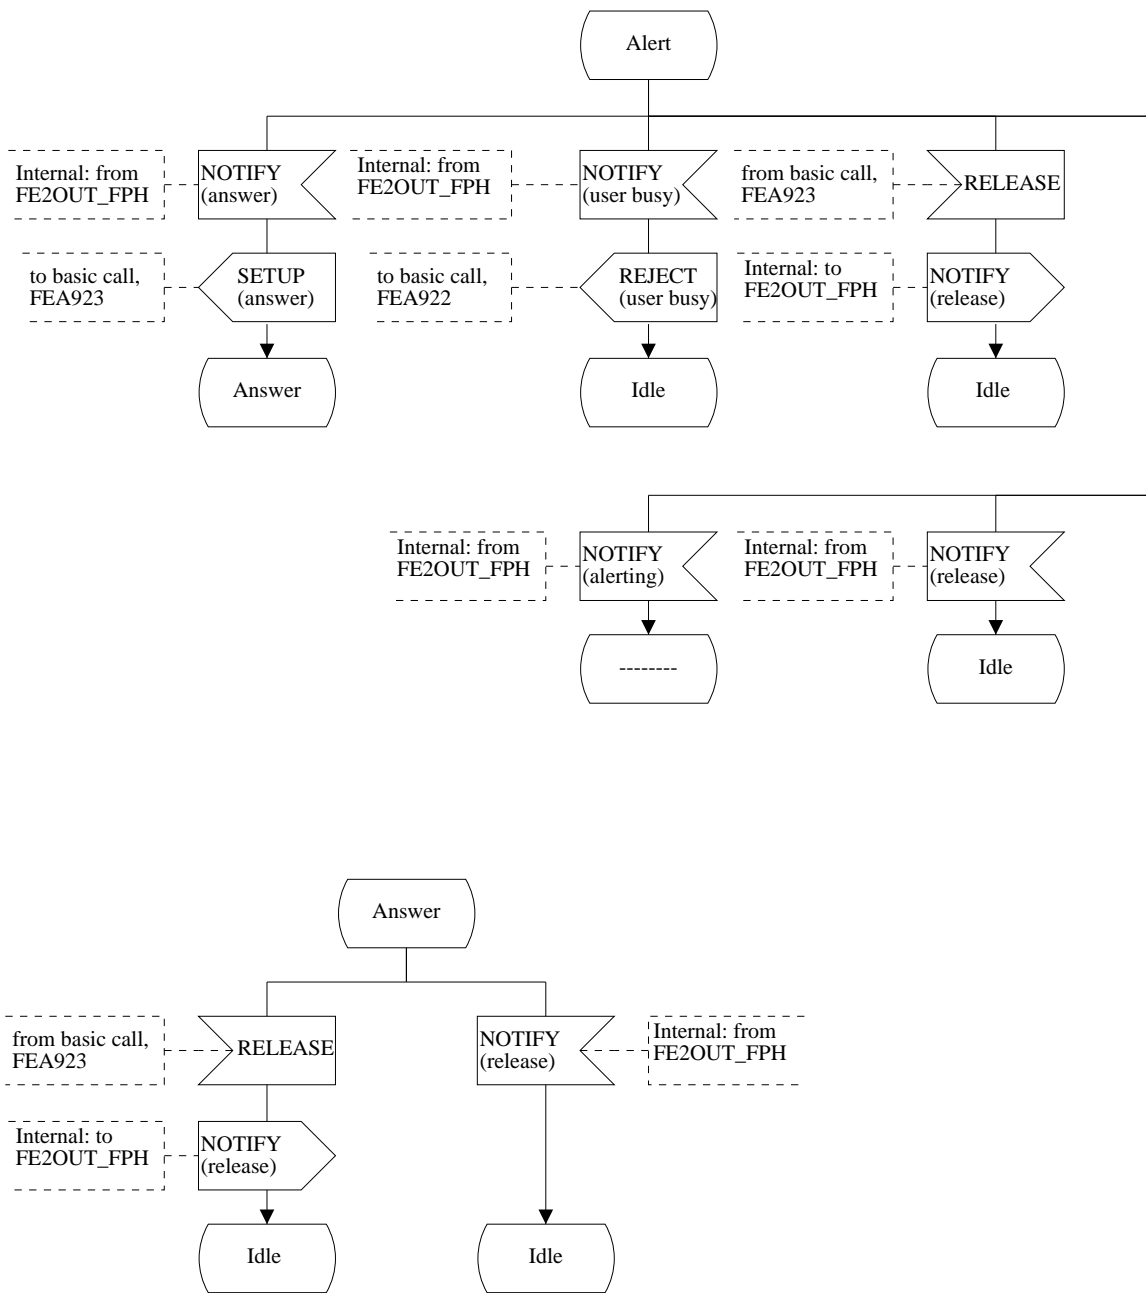 Alert
Internal: from
FE2OUT_FPH
NOTIFY
(answer)
Internal: from
FE2OUT_FPH
NOTIFY
(user busy)
from basic call,
FEA923
RELEASE
to basic call,
FEA923
SETUP
(answer)
to basic call,
FEA922
REJECT
(user busy)
Internal: to
FE2OUT_FPH
NOTIFY
(release)
Answer
Idle
Idle
Internal: from
FE2OUT_FPH
NOTIFY
(alerting)
Internal: from
FE2OUT_FPH
NOTIFY
(release)
--------
Idle
Answer
from basic call,
FEA923
RELEASE
NOTIFY
(release)
Internal: from
FE2OUT_FPH
Internal: to
FE2OUT_FPH
NOTIFY
(release)
Idle
Idle